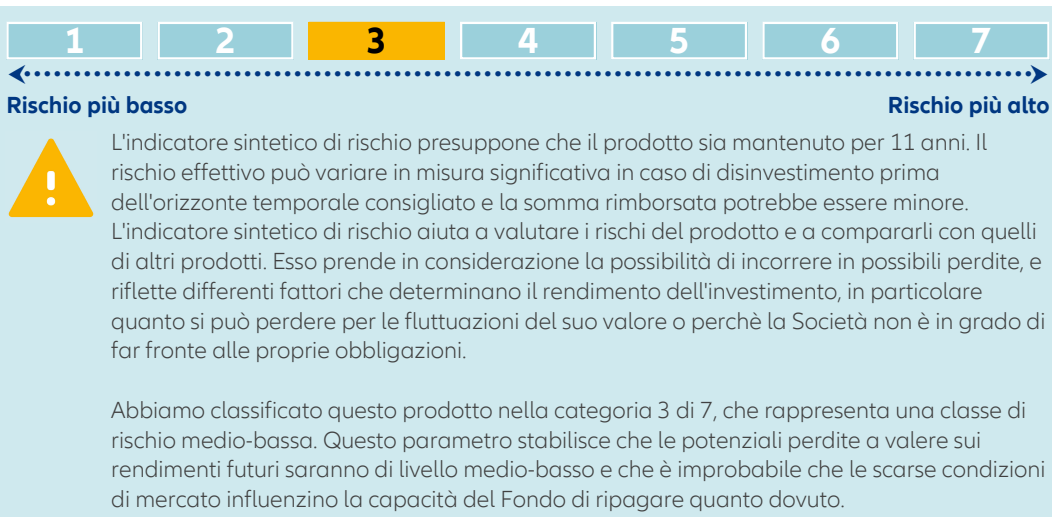 1 2 3 4 5 6 7
Rischio più basso Rischio più alto
L'indicatore sintetico di rischio presuppone che il prodotto sia mantenuto per 11 anni. Il
rischio effettivo può variare in misura significativa in caso di disinvestimento prima
dell'orizzonte temporale consigliato e la somma rimborsata potrebbe essere minore.
L'indicatore sintetico di rischio aiuta a valutare i rischi del prodotto e a compararli con quelli
di altri prodotti. Esso prende in considerazione la possibilità di incorrere in possibili perdite, e
riflette differenti fattori che determinano il rendimento dell'investimento, in particolare
quanto si può perdere per le fluttuazioni del suo valore o perchè la Società non è in grado di
far fronte alle proprie obbligazioni.
Abbiamo classificato questo prodotto nella categoria 3 di 7, che rappresenta una classe di
rischio medio-bassa. Questo parametro stabilisce che le potenziali perdite a valere sui
rendimenti futuri saranno di livello medio-basso e che è improbabile che le scarse condizioni
di mercato influenzino la capacità del Fondo di ripagare quanto dovuto.